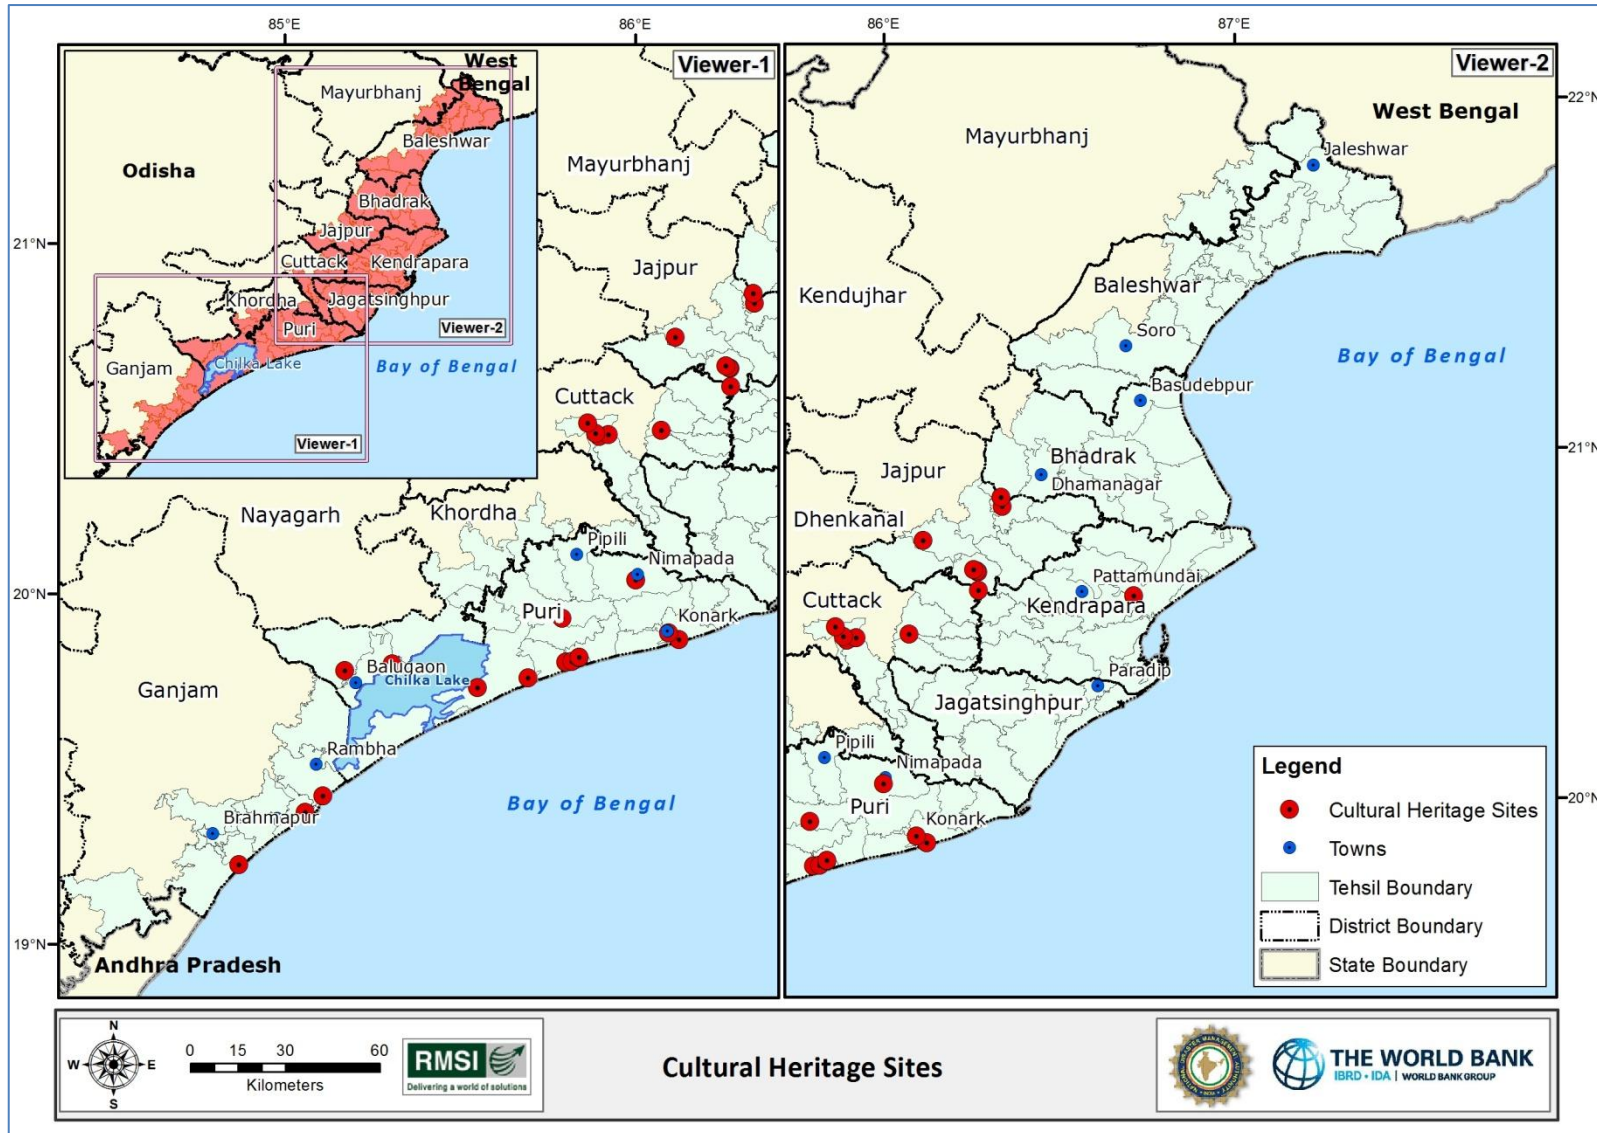 85°E
86°E
86°E
87°E
22°N
21°N
20°N
19°N
21°N
20°N
Viewer-1
West
Bengal
Mayurbhanj
Baleshwar
Odisha
Bhadrak
Jajpur
Cuttack
Kendrapara
Jagatsinghpur
Khordha
Puri
Viewer-2
Ganjam
Chilka Lake
Bay of Bengal
Viewer-1
Mayurbhanj
Jajpur
Cuttack
Nayagarh
Khordha
Pipili
Nimapada
Puri
Konark
Balugaon
Chilka Lake
Ganjam
Rambha
Bay of Bengal
Brahmapur
Andhra Pradesh
Viewer-2
West Bengal
Mayurbhanj
Jaleshwar
Kendujhar
Baleshwar
Soro
Bay of Bengal
Basudebpur
Bhadrak
Jajpur
Dhamanagar
Dhenkanal
Pattamundai
Cuttack
Kendrapara
Paradip
Jagatsinghpur
Pipili
Nimapada
Puri
Konark
Legend
Cultural Heritage Sites
Towns
Tehsil Boundary
District Boundary
State Boundary
N
W E
S
0 15 30 60
Kilometers
RMSI
Delivering a world of solutions
Cultural Heritage Sites
THE WORLD BANK
IBRD • IDA | WORLD BANK GROUP